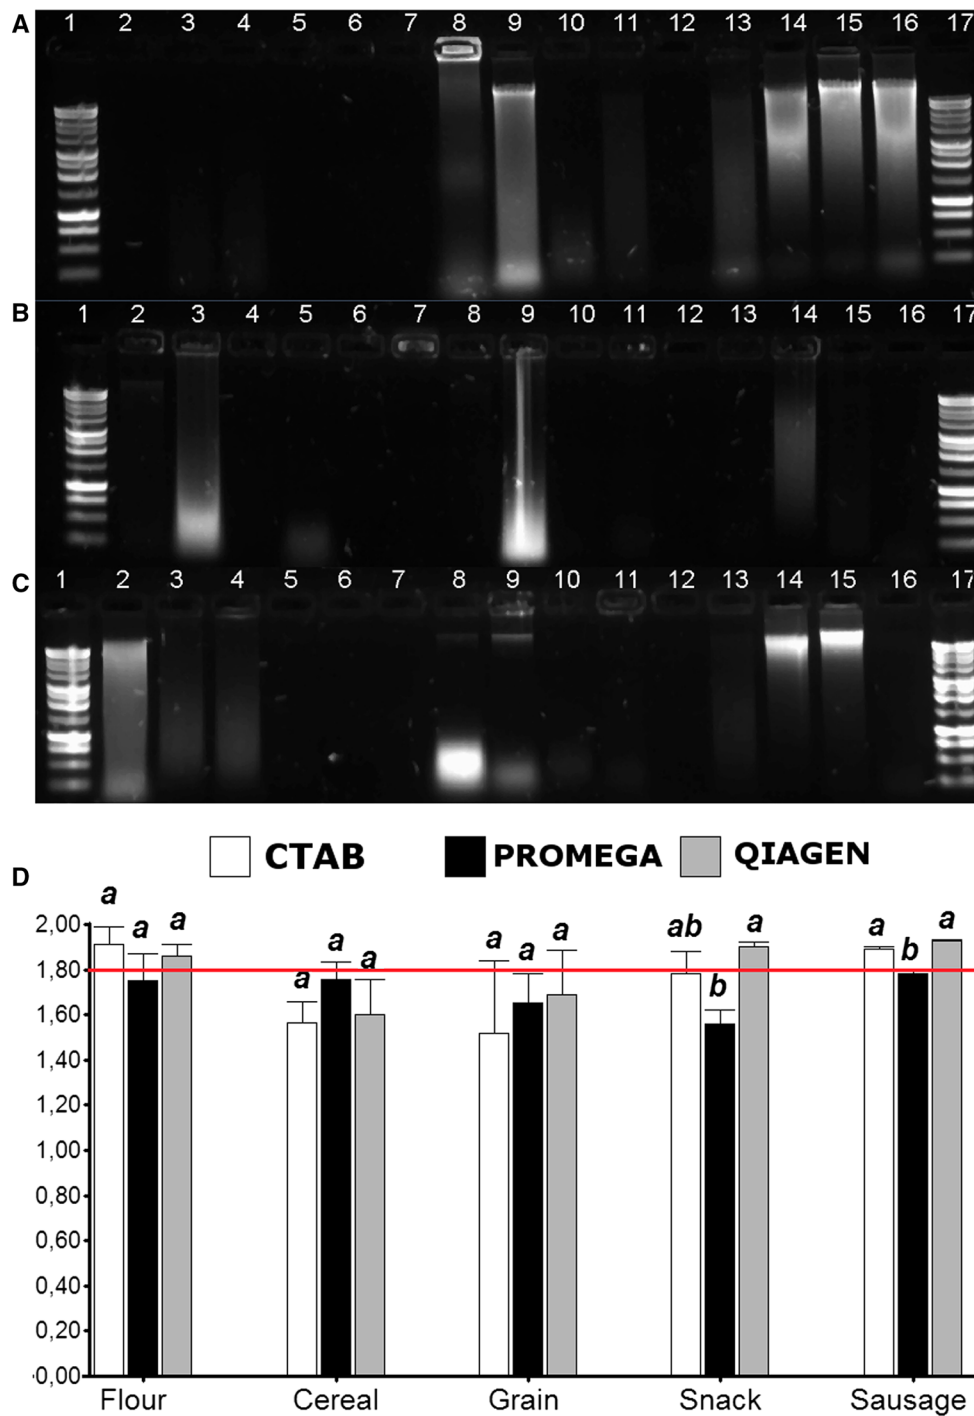 A 1 2 3 4 5 6 7 8 9 10 11 12 13 14 15 16 17
B 1 2 3 4 5 6 7 8 9 10 11 12 13 14 15 16 17
C 1 2 3 4 5 6 7 8 9 10 11 12 13 14 15 16 17
CTAB PROMEGA QIAGEN
D
a a a a a a a a a ab b a a b a
2,00
1,80
1,60
1,40
1,20
1,00
0,80
0,60
0,40
0,20
0,00
Flour Cereal Grain Snack Sausage